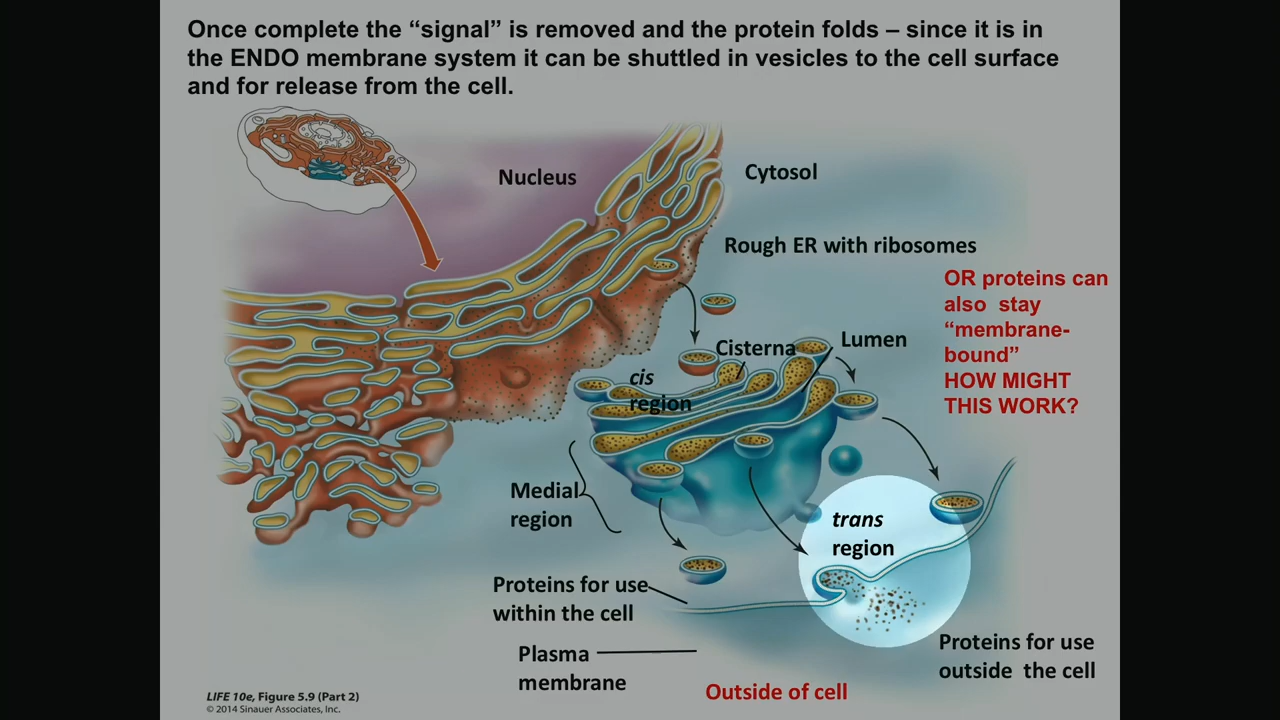 Once complete the “signal” is removed and the protein folds – since it is in
the ENDO membrane system it can be shuttled in vesicles to the cell surface
and for release from the cell.
Nucleus
Cytosol
Rough ER with ribosomes
OR proteins can
also stay
“membrane-
bound”
HOW MIGHT
THIS WORK?
Cisterna
Lumen
cis
region
Medial
region
trans
region
Proteins for use
within the cell
Plasma
membrane
Proteins for use
outside the cell
Outside of cell
LIFE 10e, Figure 5.9 (Part 2)
© 2014 Sinauer Associates, Inc.